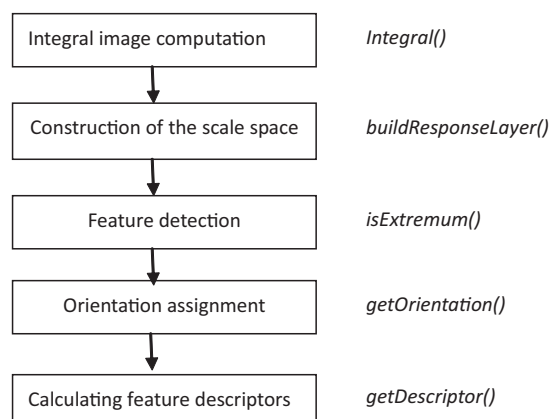 Integral image computation Integral()
Construction of the scale space buildResponseLayer()
Feature detection isExtremum()
Orientation assignment getOrientation()
Calculating feature descriptors getDescriptor()